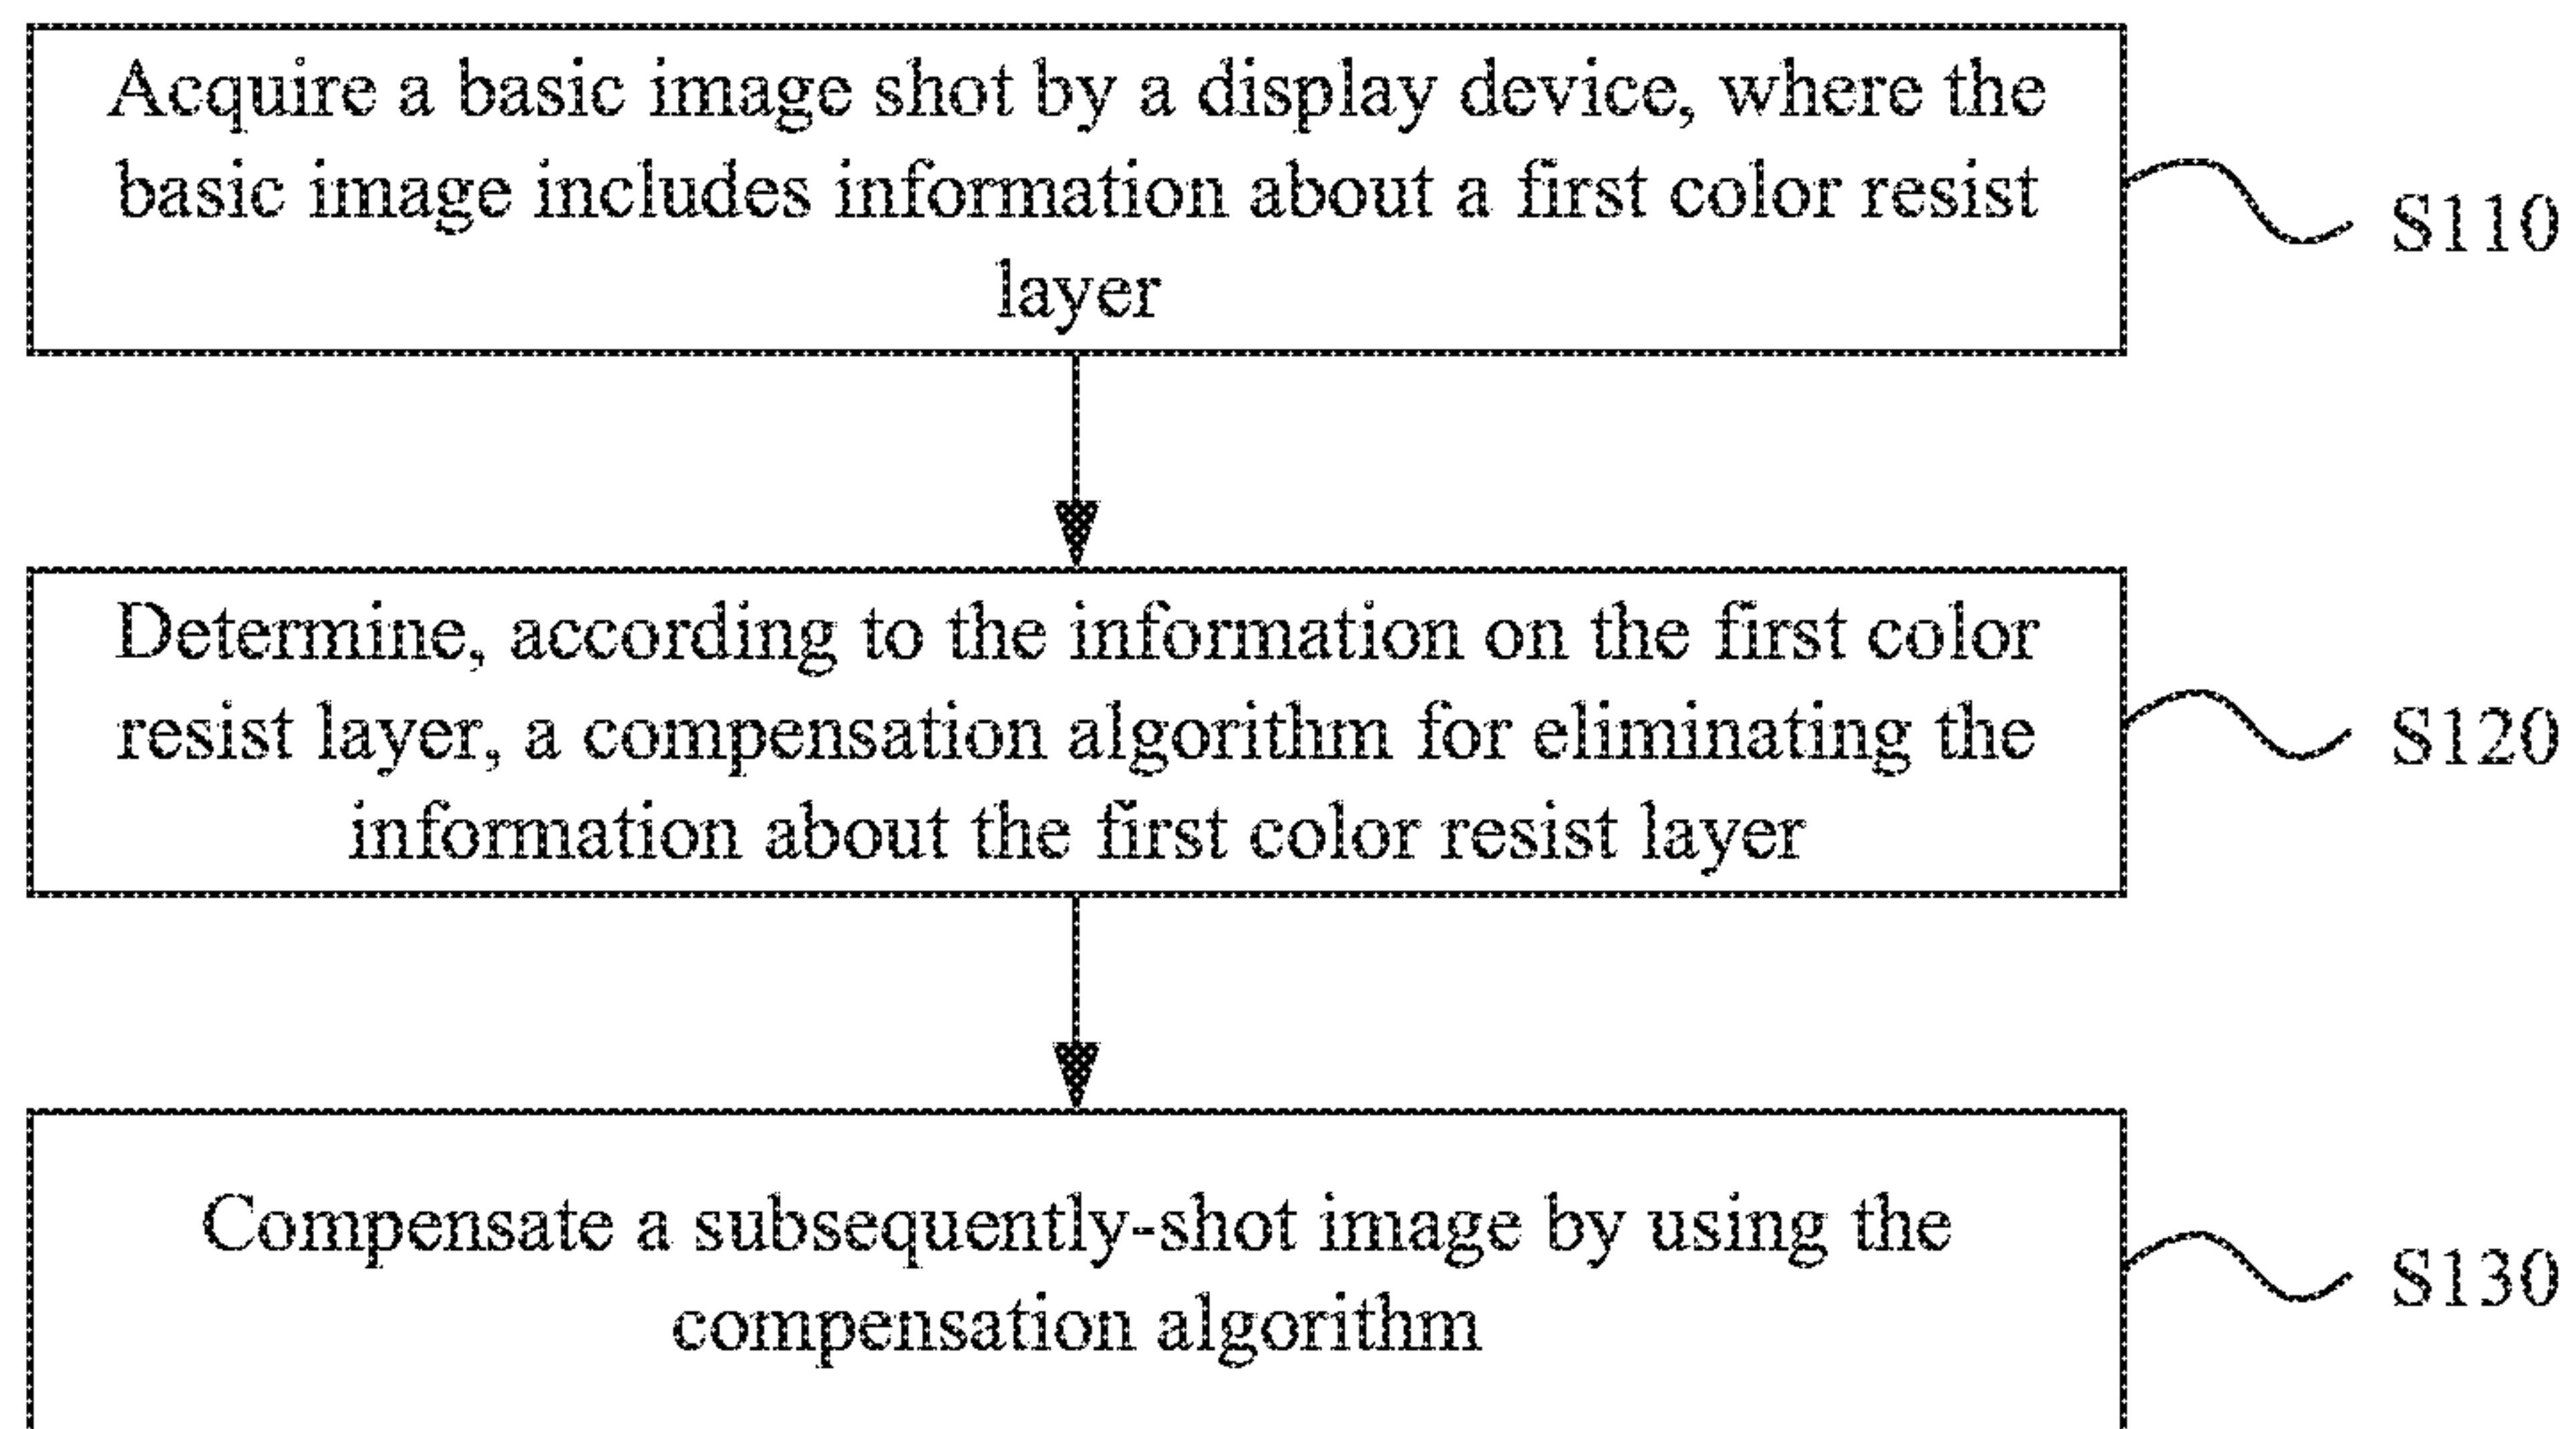 Acquire a basic image shot by a display device, where the
basic image includes information about a first color resist
layer
S110
Determine, according to the information on the first color
resist layer, a compensation algorithm for eliminating the
information about the first color resist layer
S120
Compensate a subsequently-shot image by using the
compensation algorithm
S130